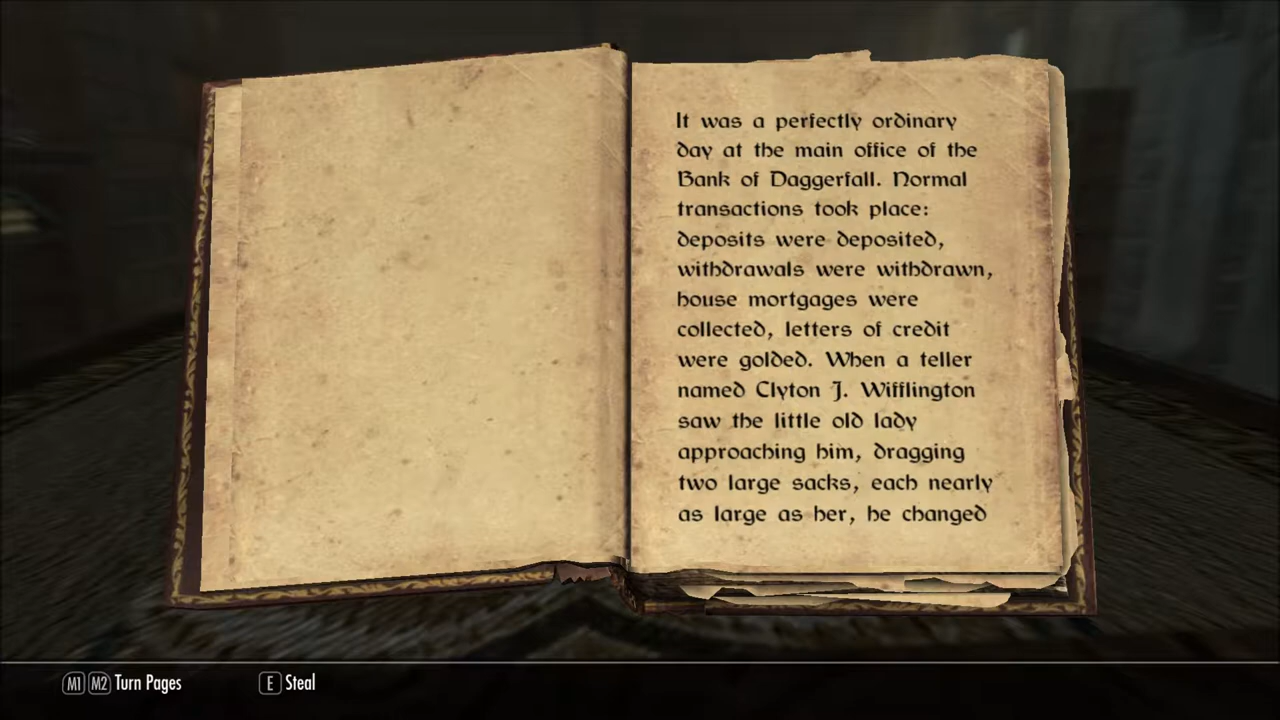 It was a perfectly ordinary
day at the main office of the
Bank of Daggerfall. Normal
transactions took place:
deposits were deposited,
withdrawals were withdrawn,
house mortgages were
collected, letters of credit
were golded. When a teller
named Clyton J. Wifflington
saw the little old lady
approaching him, dragging
two large sacks, each nearly
as large as her, he changed
M1 M2 Turn Pages
E Steal